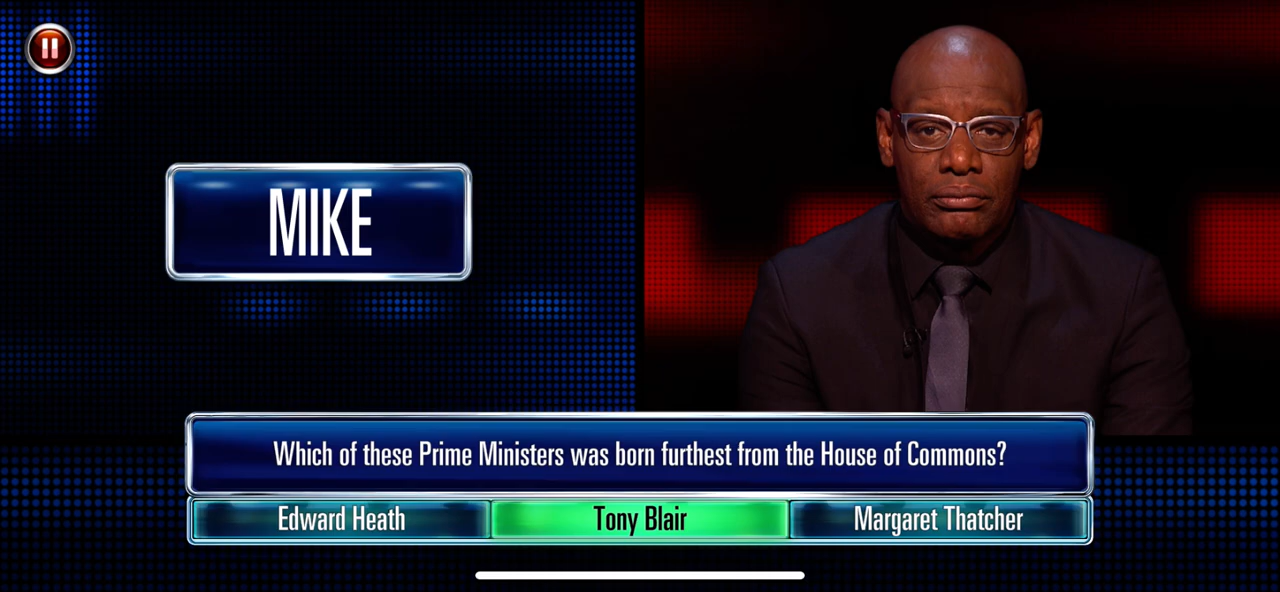 MIKE
Which of these Prime Ministers was born furthest from the House of Commons?
Edward Heath
Tony Blair
Margaret Thatcher